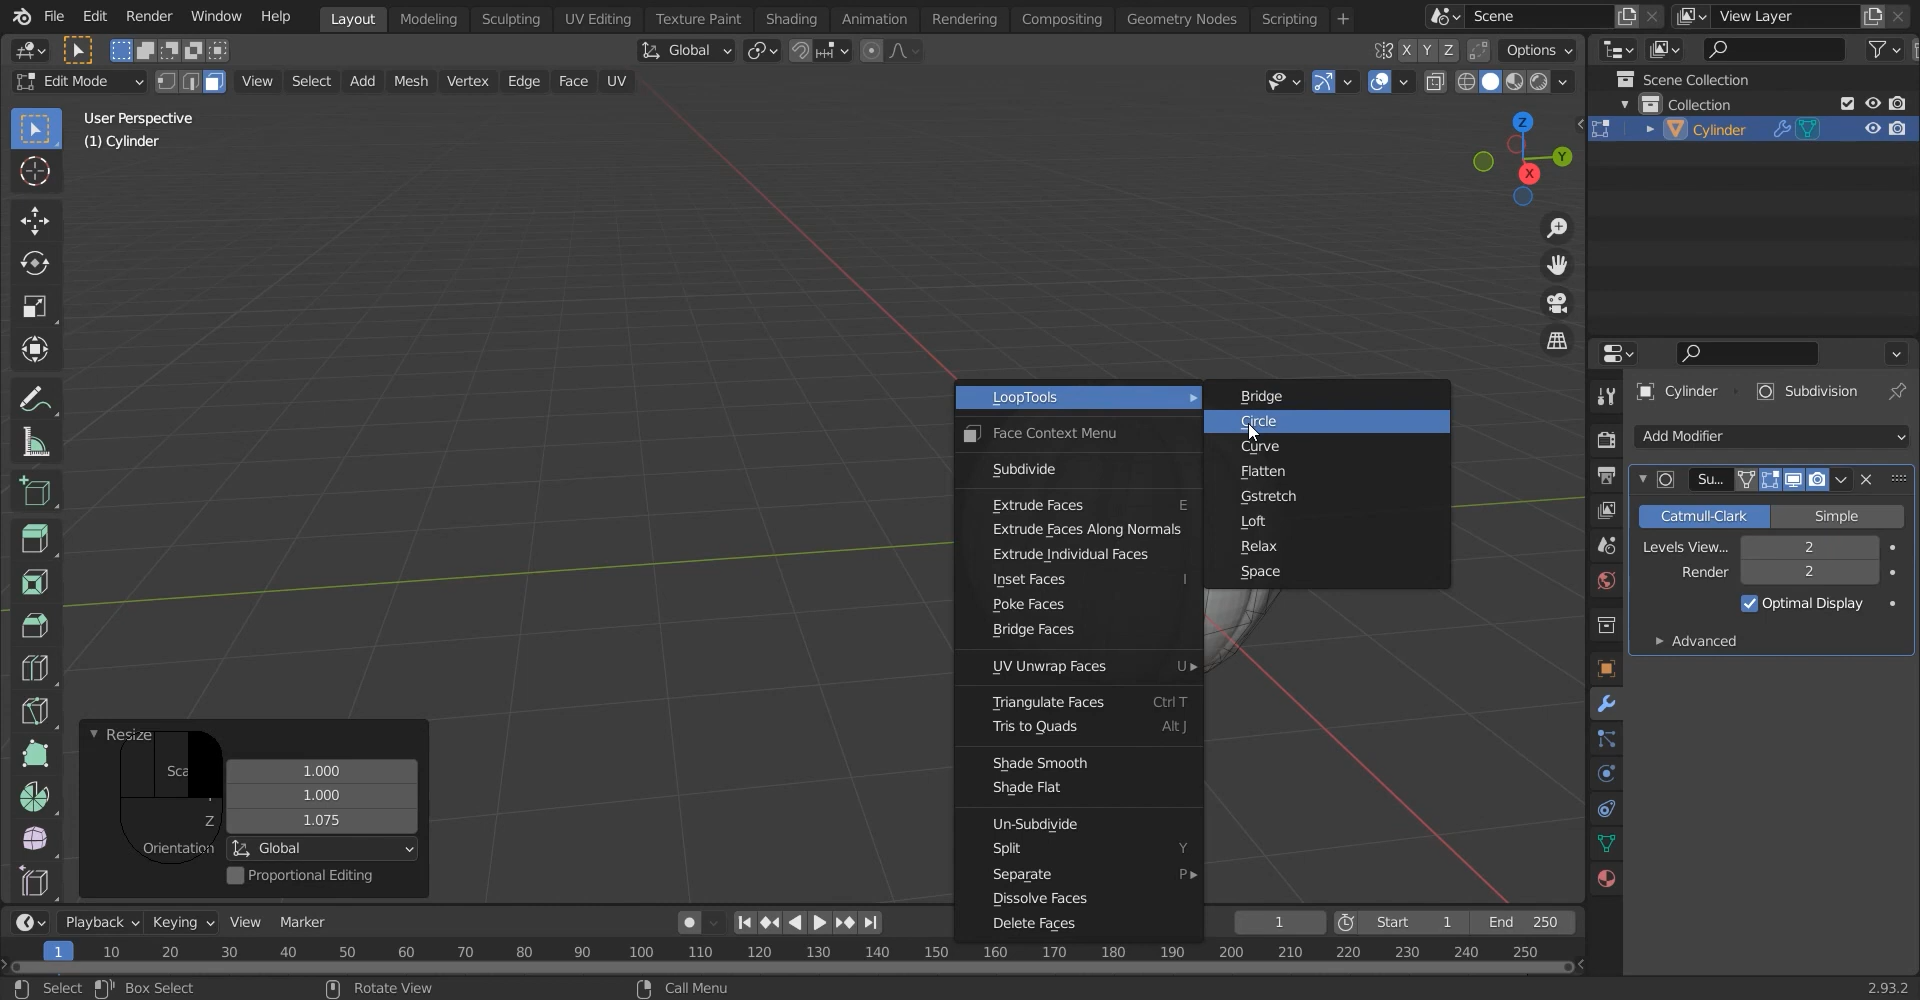 File Edit Render Window Help Layout Modeling Sculpting UV Editing Texture Paint Shading Animation Rendering Compositing Geometry Nodes Scripting Scene View Layer
Global X Y Z Options
Edit Mode View Select Add Mesh Vertex Edge Face UV
User Perspective
(1) Cylinder
Z
Y
X
Scene Collection
Collection
Cylinder
LoopTools
Face Context Menu
Subdivide
Extrude Faces E
Extrude Faces Along Normals
Extrude Individual Faces
Inset Faces I
Poke Faces
Bridge Faces
UV Unwrap Faces U
Triangulate Faces Ctrl T
Tris to Quads Alt J
Shade Smooth
Shade Flat
Un-Subdivide
Split Y
Separate P
Dissolve Faces
Delete Faces
Bridge
Circle
Curve
Flatten
Gstretch
Loft
Relax
Space
Cylinder Subdivision
Add Modifier
Su...
Catmull-Clark Simple
Levels View... 2
Render 2
Optimal Display
Advanced
Resize
Sca 1.000
1.000
Z 1.075
Orientation Global
Proportional Editing
Playback Keying View Marker 1 Start 1 End 250
1 10 20 30 40 50 60 70 80 90 100 110 120 130 140 150 160 170 180 190 200 210 220 230 240 250
Select Box Select Rotate View Call Menu 2.93.2